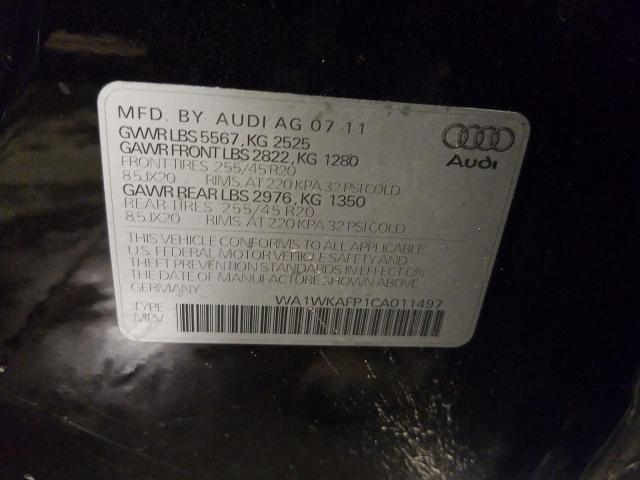 MFD. BY AUDI AG 07 11
GVWR LBS 5567, KG 2525
GAWR FRONT LBS 2822, KG 1280
FRONT-TIRES 255/45 R20
8.5JX20 RIMS, AT 220 KPA 32 PSI COLD
GAWR REAR LBS 2976, KG 1350
REAR-TIRES 255/45 R20
8.5JX20 RIMS, AT 220 KPA 32 PSI COLD
THIS VEHICLE CONFORMS TO ALL APPLICABLE
U.S. FEDERAL MOTOR VEHICLE SAFETY AND
THEFT PREVENTION STANDARDS IN EFFECT ON
THE DATE OF MANUFACTURE SHOWN ABOVE
GERMANY
WA1WKAFP1CA011497
TYPE
MPV
Audi